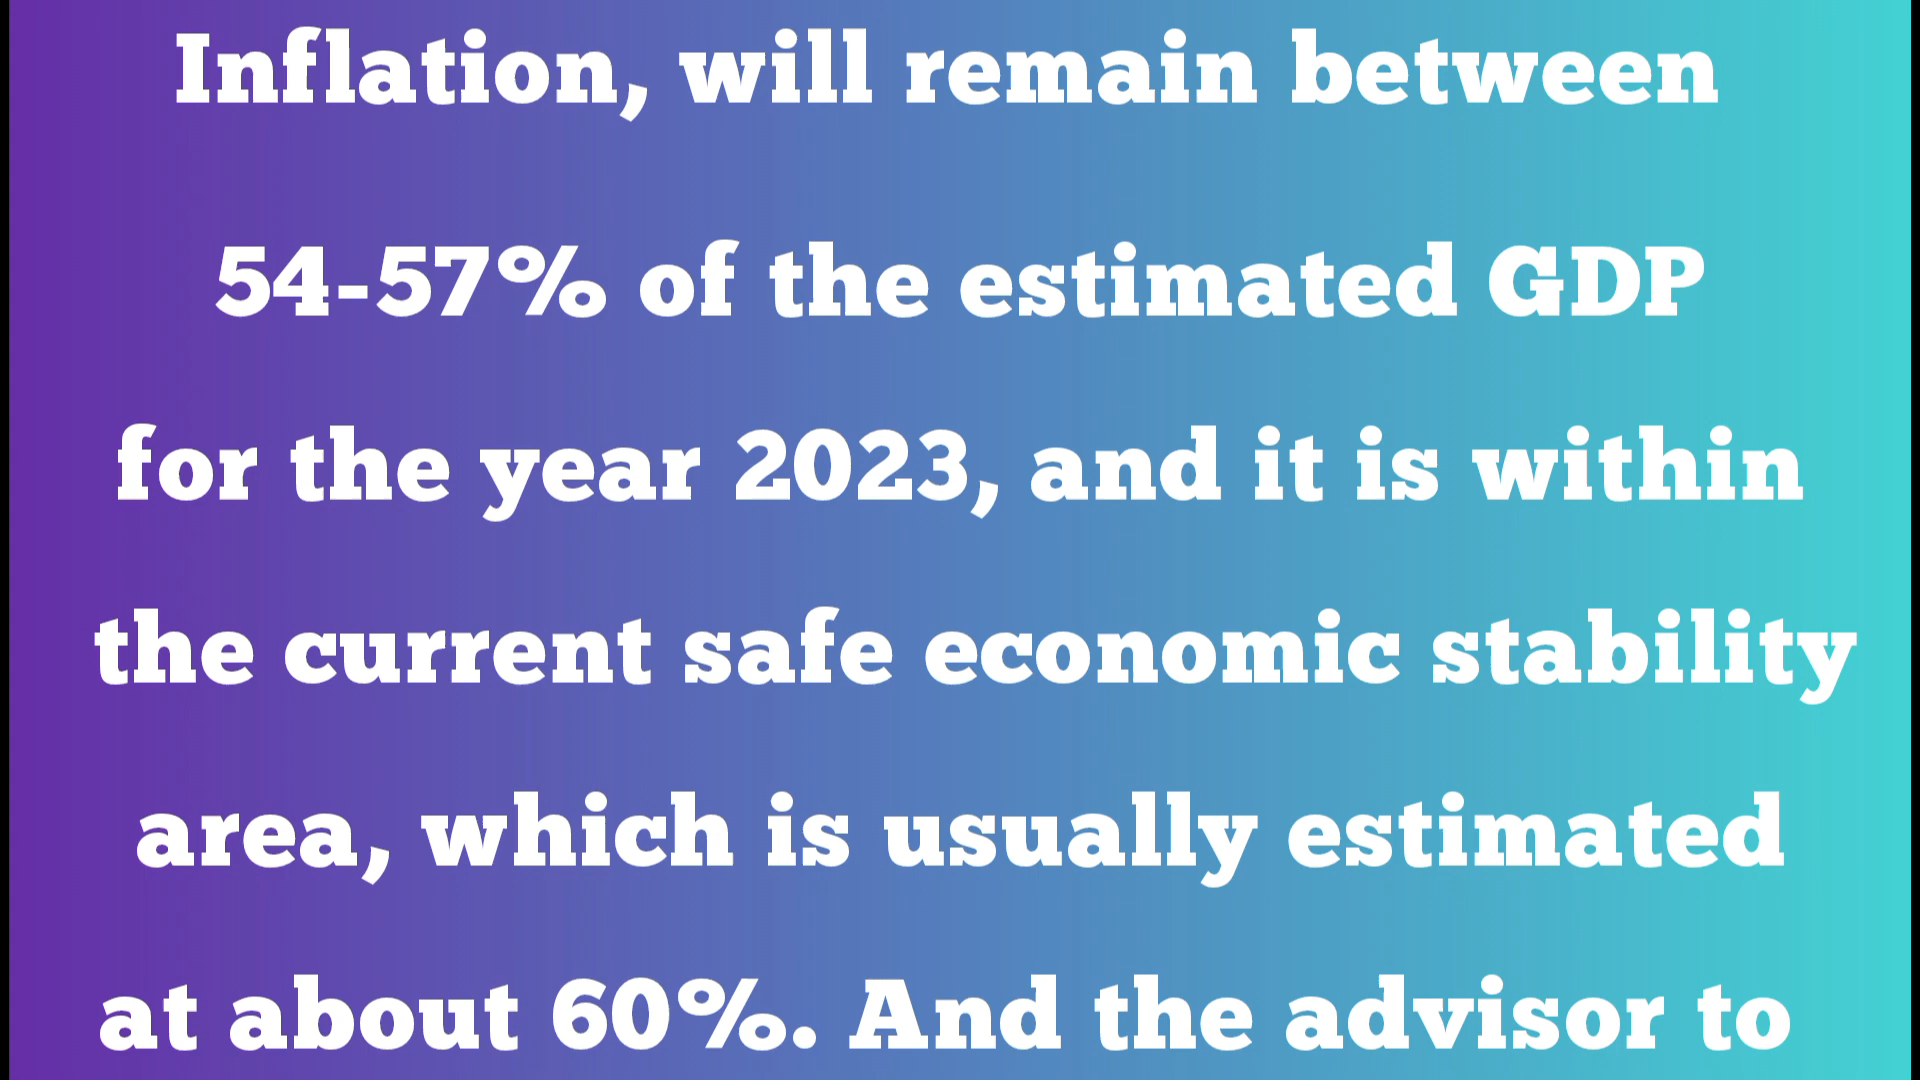 Inflation, will remain between
54-57% of the estimated GDP
for the year 2023, and it is within
the current safe economic stability
area, which is usually estimated
at about 60%. And the advisor to